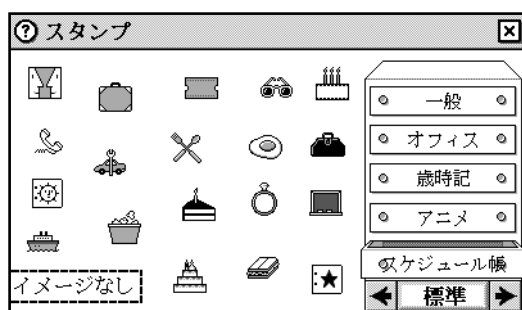 スタンプ
一般
オフィス
歳時記
アニメ
スケジュール帳
イメージなし
標準